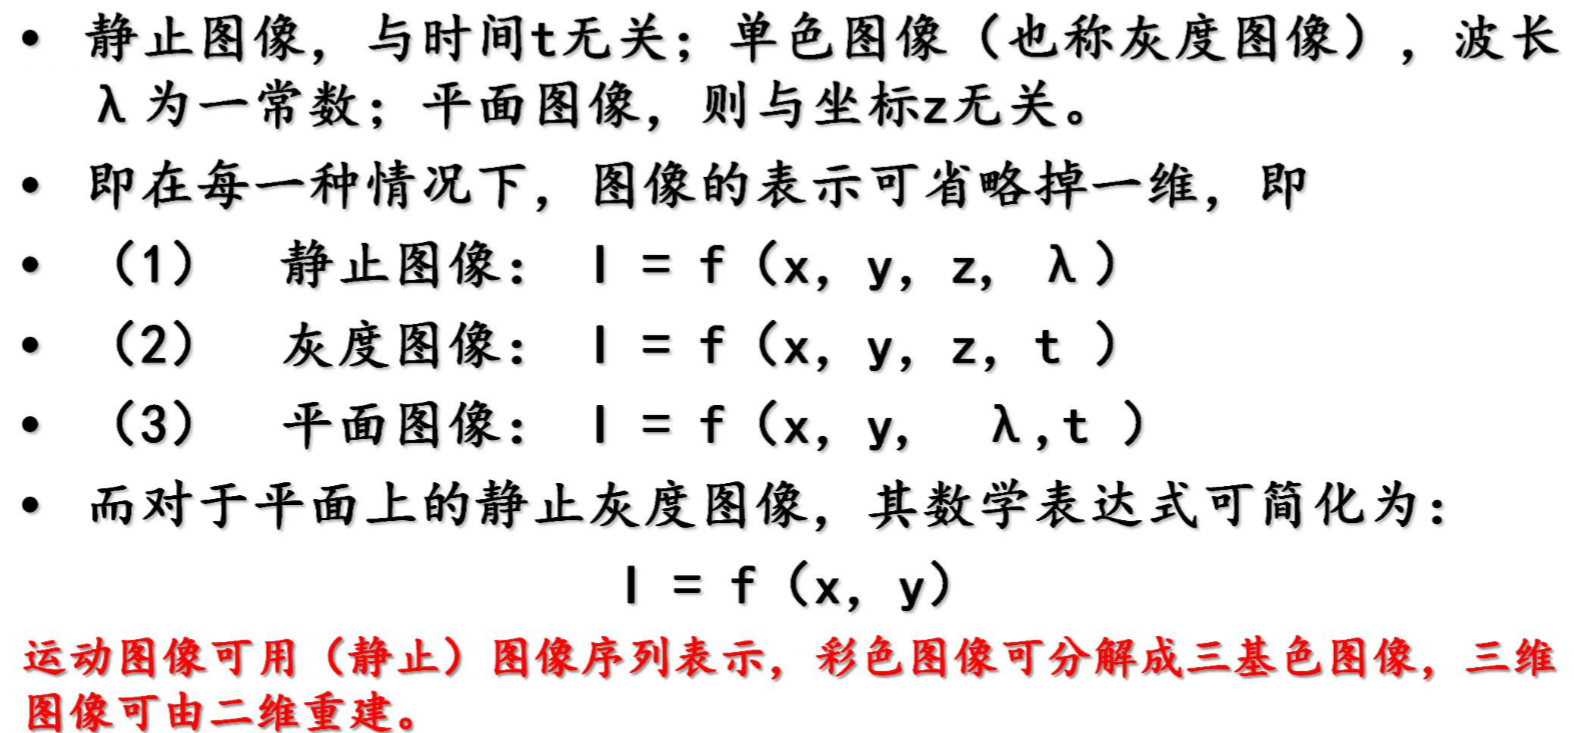 • 静止图像，与时间t无关；单色图像（也称灰度图像），波长
λ为一常数；平面图像，则与坐标z无关。
• 即在每一种情况下，图像的表示可省略掉一维，即
• （1） 静止图像： I = f（x，y，z， λ）
• （2） 灰度图像： I = f（x，y，z，t ）
• （3） 平面图像： I = f（x，y， λ,t ）
• 而对于平面上的静止灰度图像，其数学表达式可简化为：
I = f（x，y）
运动图像可用（静止）图像序列表示，彩色图像可分解成三基色图像，三维
图像可由二维重建。